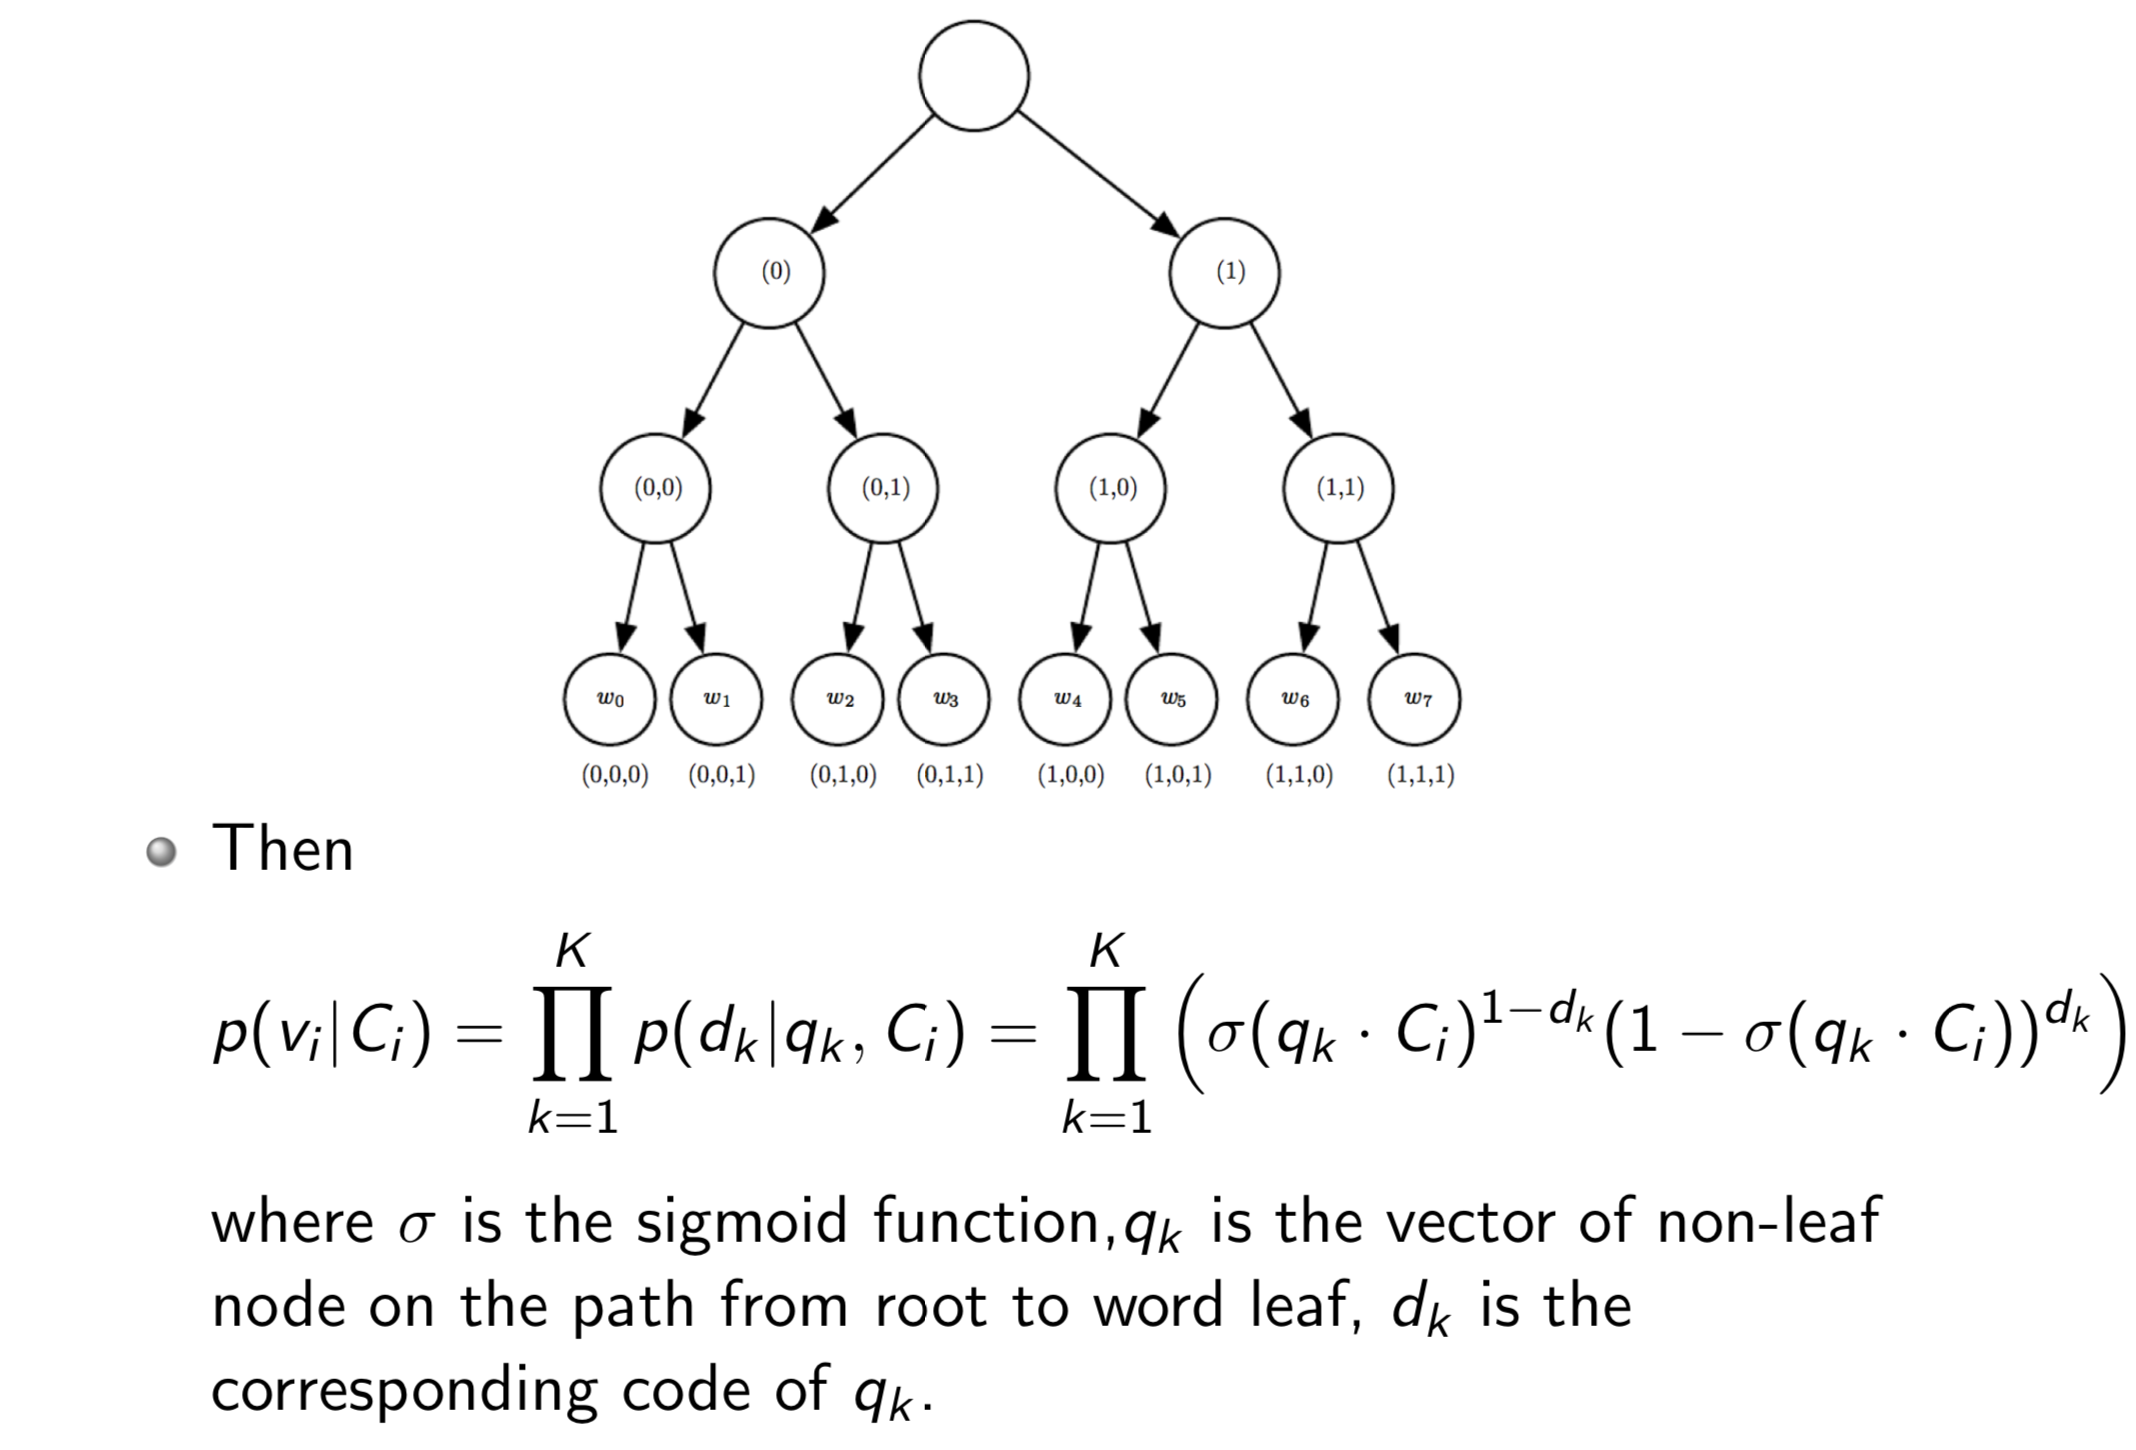 (0) (1)
(0,0) (0,1) (1,0) (1,1)
w₀ w₁ w₂ w₃ w₄ w₅ w₆ w₇
(0,0,0) (0,0,1) (0,1,0) (0,1,1) (1,0,0) (1,0,1) (1,1,0) (1,1,1)
Then
p(vᵢ|Cᵢ) = ∏_{k=1}^{K} p(dₖ|qₖ, Cᵢ) = ∏_{k=1}^{K} (σ(qₖ · Cᵢ)^{1−dₖ}(1 − σ(qₖ · Cᵢ))^{dₖ})
where σ is the sigmoid function,qₖ is the vector of non-leaf
node on the path from root to word leaf, dₖ is the
corresponding code of qₖ.